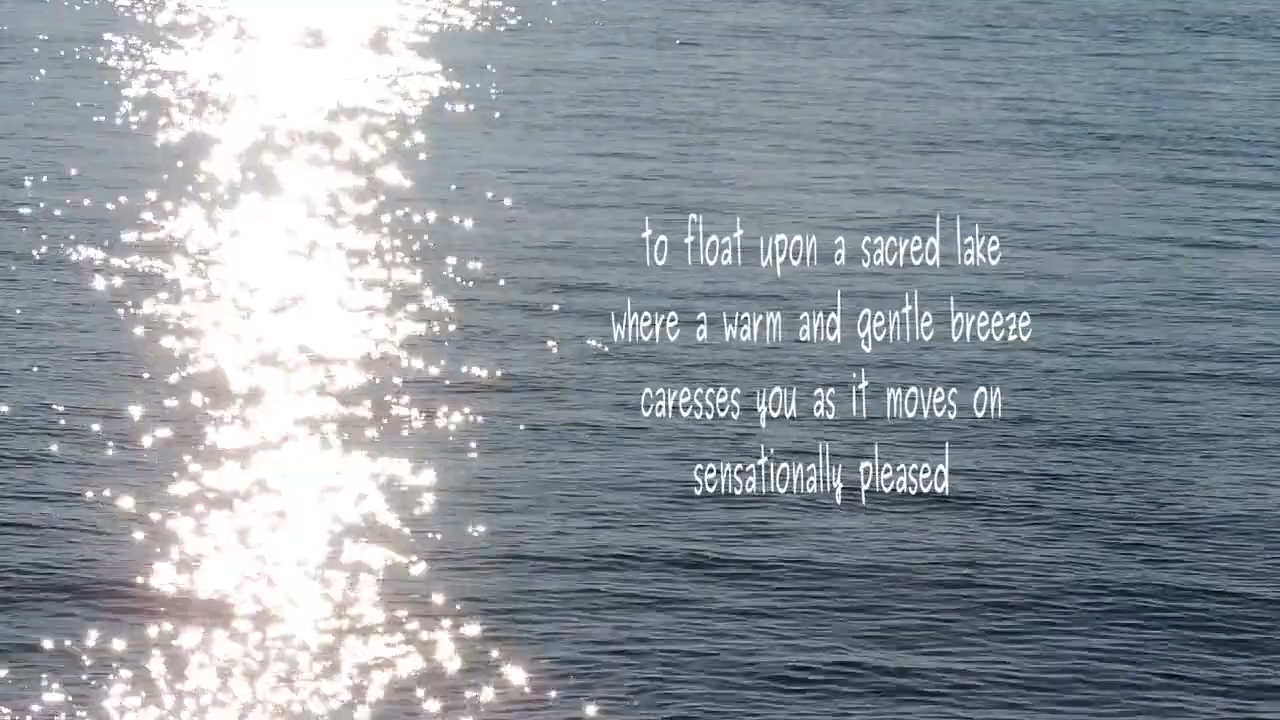 to float upon a sacred lake
where a warm and gentle breeze
caresses you as it moves on
sensationally pleased